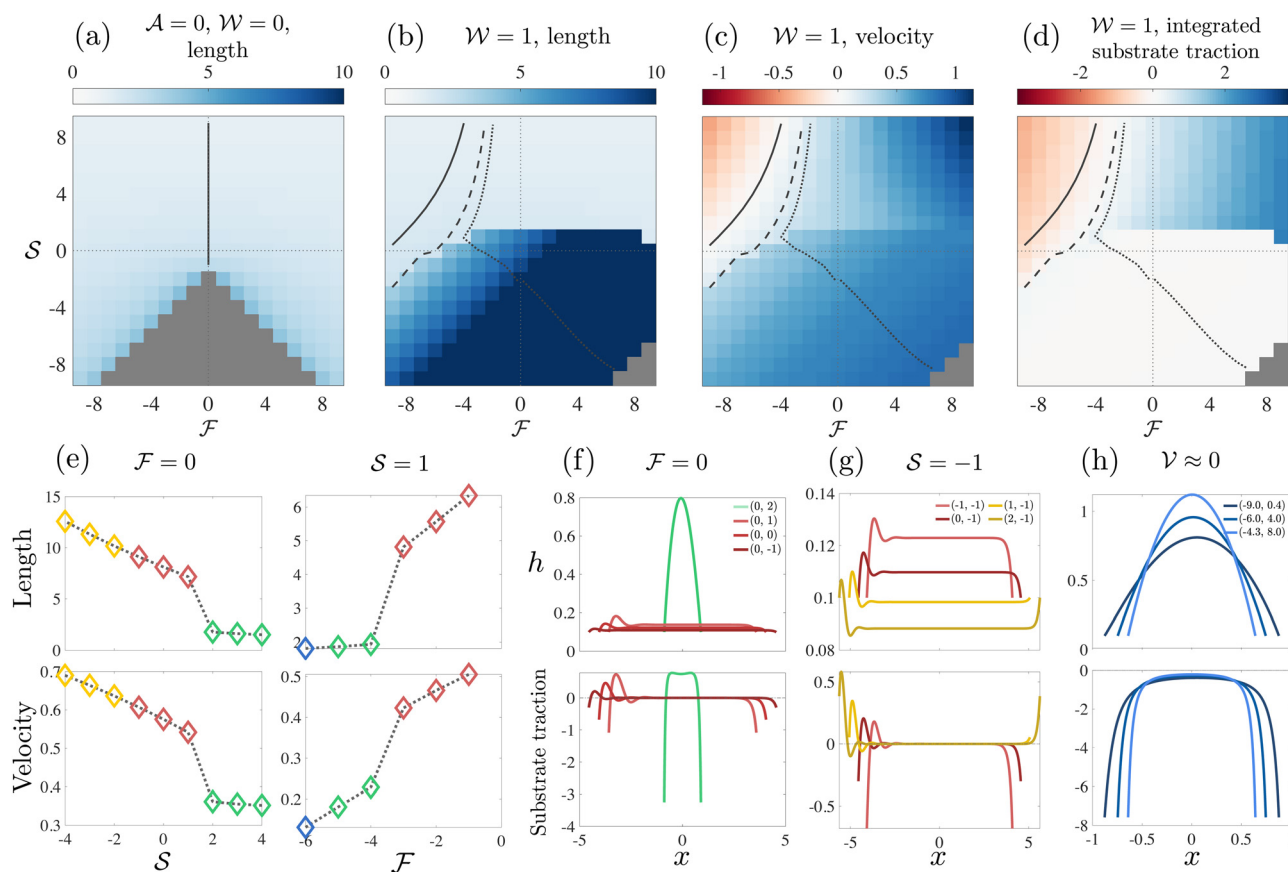 (a) 𝒜 = 0, 𝒲 = 0,
length
(b) 𝒲 = 1, length
(c) 𝒲 = 1, velocity
(d) 𝒲 = 1, integrated
substrate traction
0 5 10
0 5 10
-1 -0.5 0 0.5 1
-2 0 2
8
4
0
-4
-8
𝒮
-8 -4 0 4 8
-8 -4 0 4 8
-8 -4 0 4 8
-8 -4 0 4 8
ℱ
ℱ
ℱ
ℱ
(e) ℱ = 0
𝒮 = 1
(f) ℱ = 0
(g) 𝒮 = −1
(h) 𝒱 ≈ 0
Length
15
10
5
0
6
5
4
3
2
h
0.8
0.6
0.4
0.2
0
(0, 2)
(0, 1)
(0, 0)
(0, -1)
0.14
0.12
0.1
0.08
(-1, -1) (1, -1)
(0, -1) (2, -1)
1
0.5
0
(-9.0, 0.4)
(-6.0, 4.0)
(-4.3, 8.0)
Velocity
0.7
0.6
0.5
0.4
0.3
-4 -2 0 2 4
𝒮
0.5
0.4
0.3
0.2
-6 -4 -2 0
ℱ
Substrate traction
0
-1
-2
-3
-4
-5 0 5
x
0.5
0
-0.5
-5 0 5
x
0
-2
-4
-6
-8
-1 -0.5 0 0.5 1
x